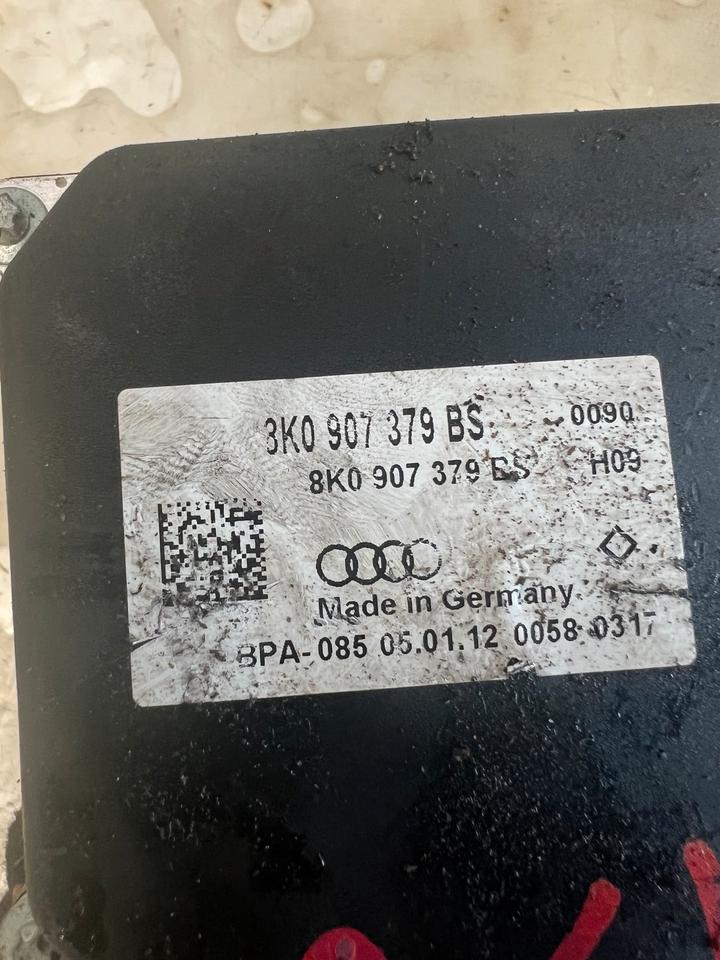 8K0 907 379 BS 0090
8K0 907 379 BS H09
Made in Germany
BPA-085 05.01.12 0058 0317